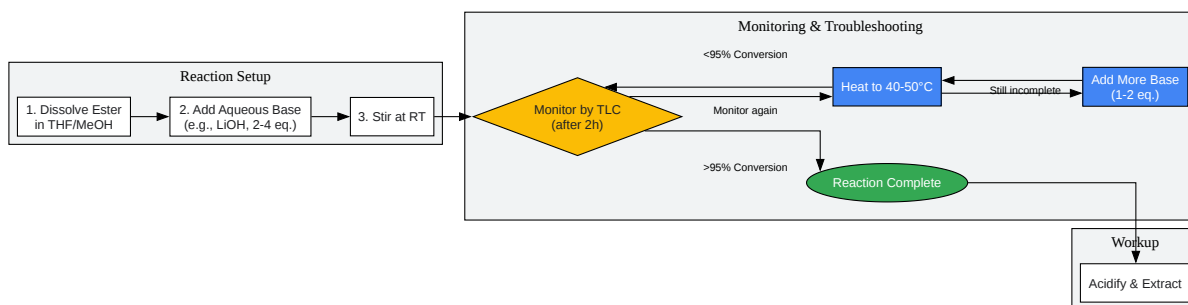 Monitoring & Troubleshooting
Reaction Setup
1. Dissolve Ester
in THF/MeOH
2. Add Aqueous Base
(e.g., LiOH, 2-4 eq.)
3. Stir at RT
Monitor by TLC
(after 2h)
<95% Conversion
Monitor again
>95% Conversion
Heat to 40-50°C
Still incomplete
Add More Base
(1-2 eq.)
Reaction Complete
Workup
Acidify & Extract